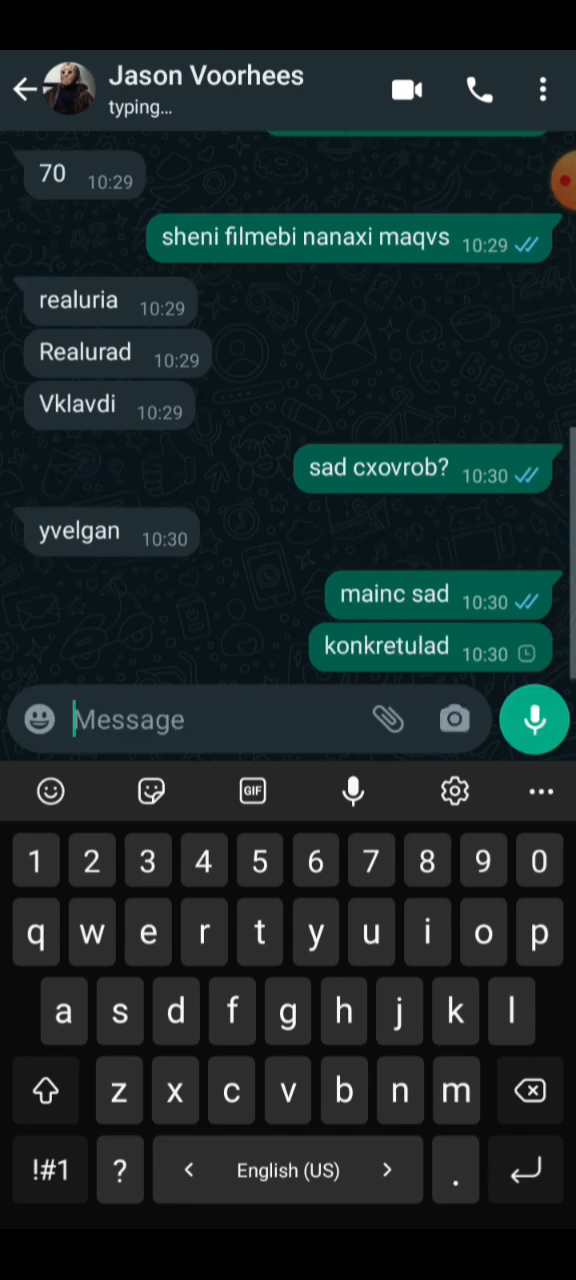 Jason Voorhees
typing...
70 10:29
sheni filmebi nanaxi maqvs 10:29
realuria 10:29
Realurad 10:29
Vklavdi 10:29
sad cxovrob? 10:30
yvelgan 10:30
mainc sad 10:30
konkretulad 10:30
Message
GIF
1 2 3 4 5 6 7 8 9 0
q w e r t y u i o p
a s d f g h j k l
z x c v b n m
!#1 ? < English (US) > .